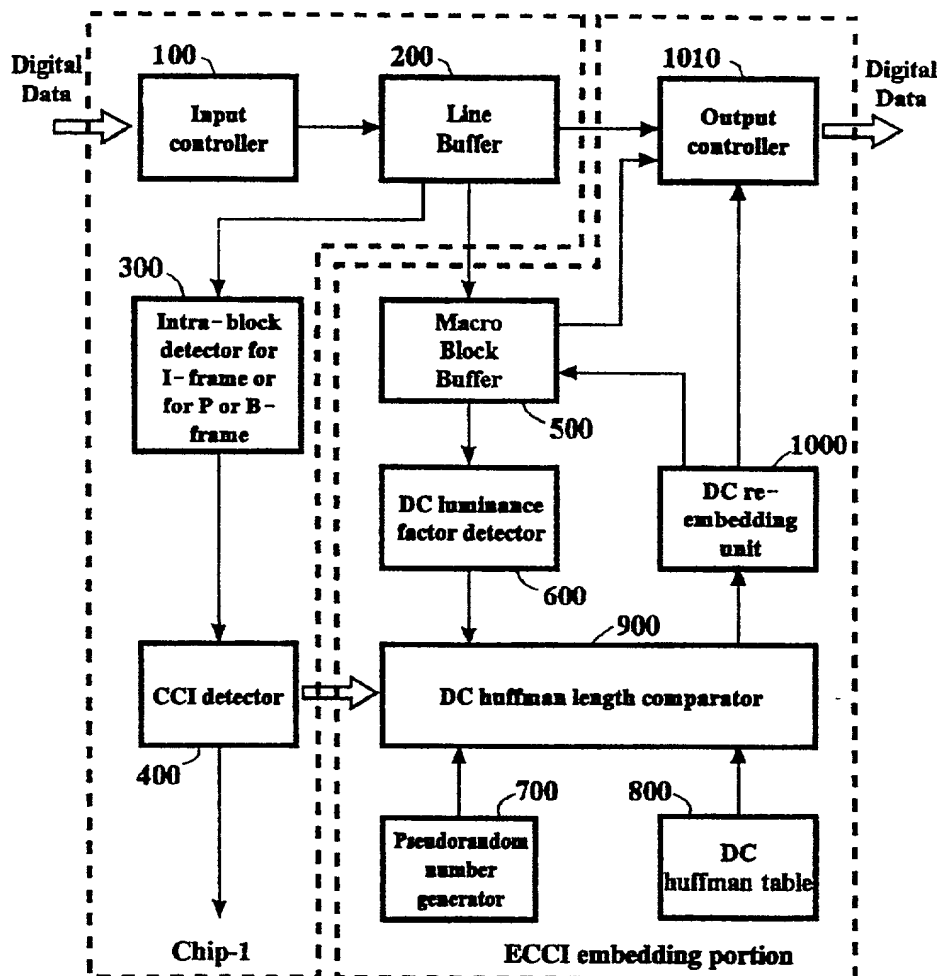 100
200
1010
Digital
Data
Digital
Data
Input
controller
Line
Buffer
Output
controller
300
Intra-block
detector for
I-frame or
for P or B-
frame
Macro
Block
Buffer
500
1000
DC luminance
factor detector
DC re-
embedding
unit
600
900
CCI detector
DC huffman length comparator
400
700
800
Pseudorandom
number
generator
DC
huffman table
Chip-1
ECCI embedding portion